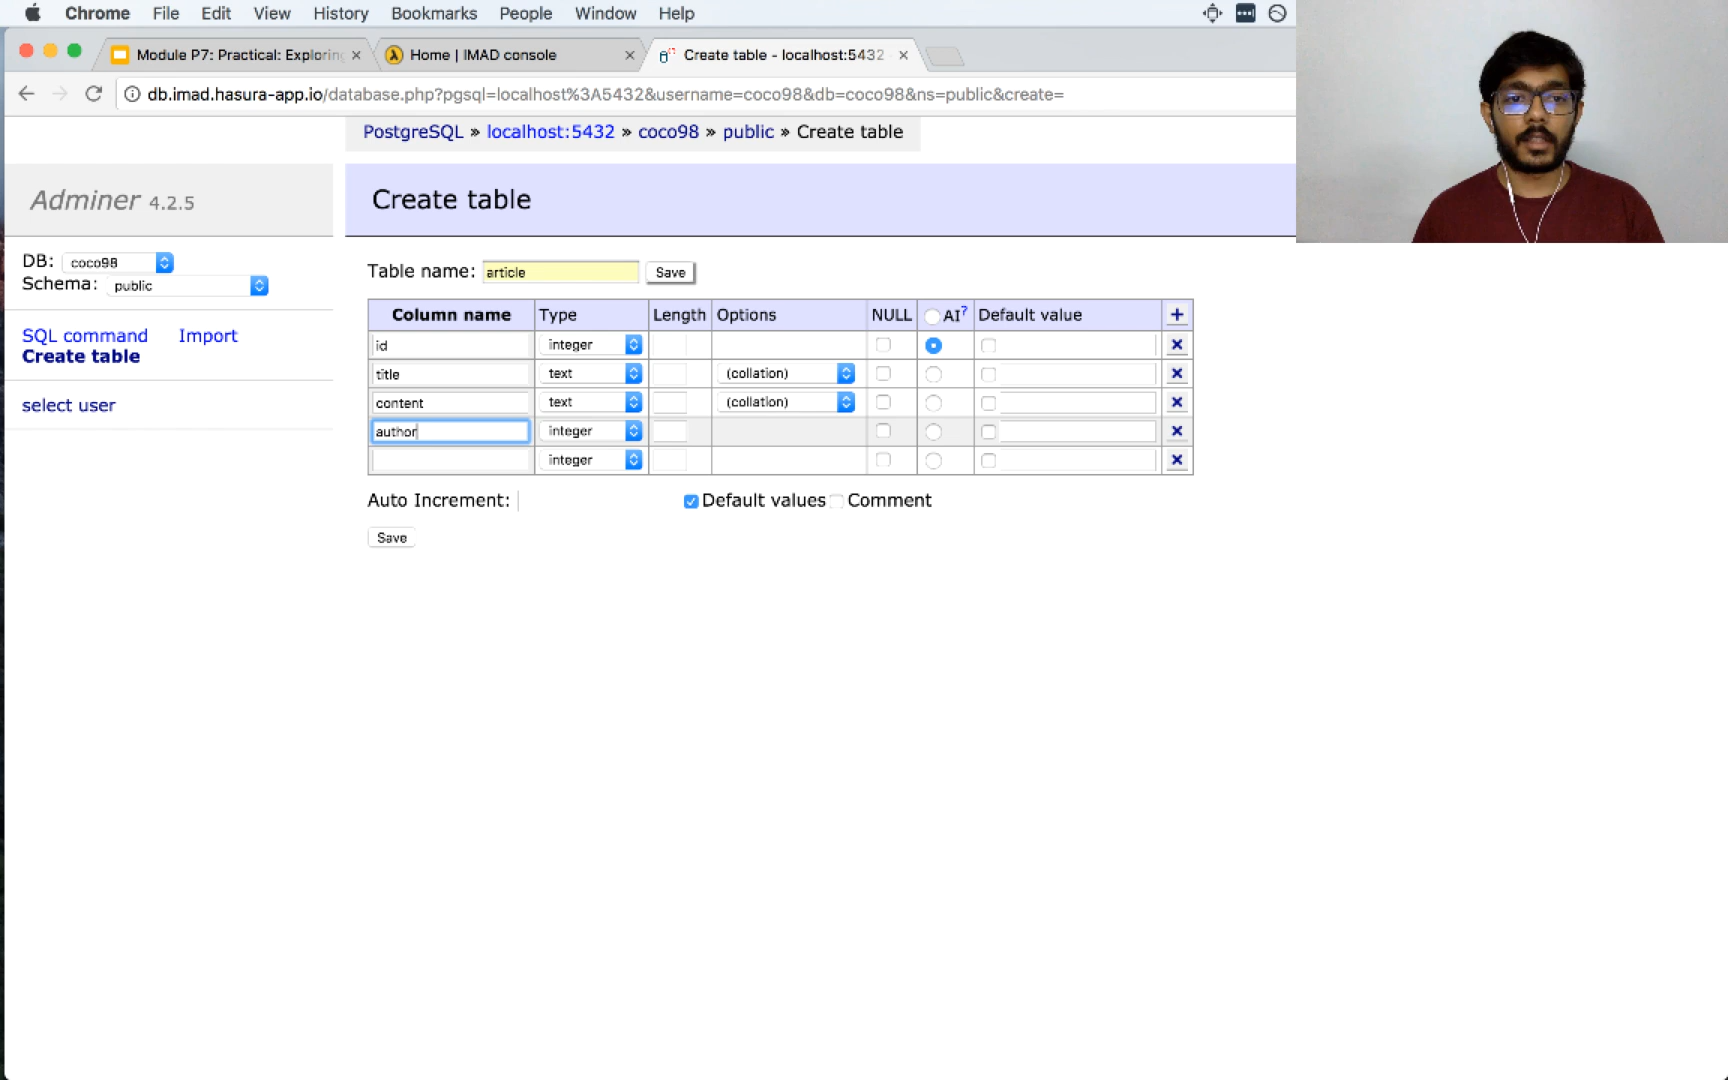 Chrome File Edit View History Bookmarks People Window Help
Module P7: Practical: Exploring Home | IMAD console Create table - localhost:5432
db.imad.hasura-app.io/database.php?pgsql=localhost%3A5432&username=coco98&db=coco98&ns=public&create=
PostgreSQL » localhost:5432 » coco98 » public » Create table
Adminer 4.2.5
Create table
DB: coco98
Schema: public
SQL command Import
Create table
select user
Table name: article Save
Column name Type Length Options NULL AI? Default value +
id integer
title text (collation)
content text (collation)
author integer
integer
Auto Increment: Default values Comment
Save